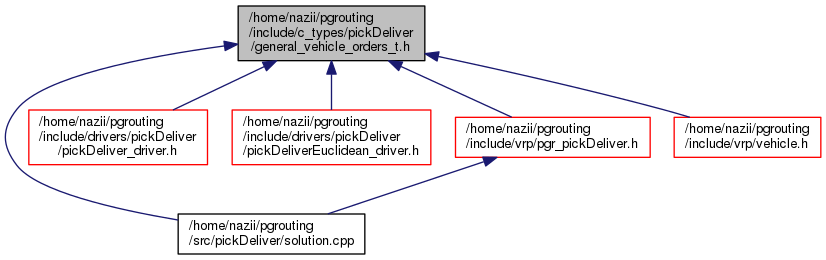 /home/nazii/pgrouting
/include/c_types/pickDeliver
/general_vehicle_orders_t.h
/home/nazii/pgrouting
/include/drivers/pickDeliver
/pickDeliver_driver.h
/home/nazii/pgrouting
/include/drivers/pickDeliver
/pickDeliverEuclidean_driver.h
/home/nazii/pgrouting
/include/vrp/pgr_pickDeliver.h
/home/nazii/pgrouting
/include/vrp/vehicle.h
/home/nazii/pgrouting
/src/pickDeliver/solution.cpp